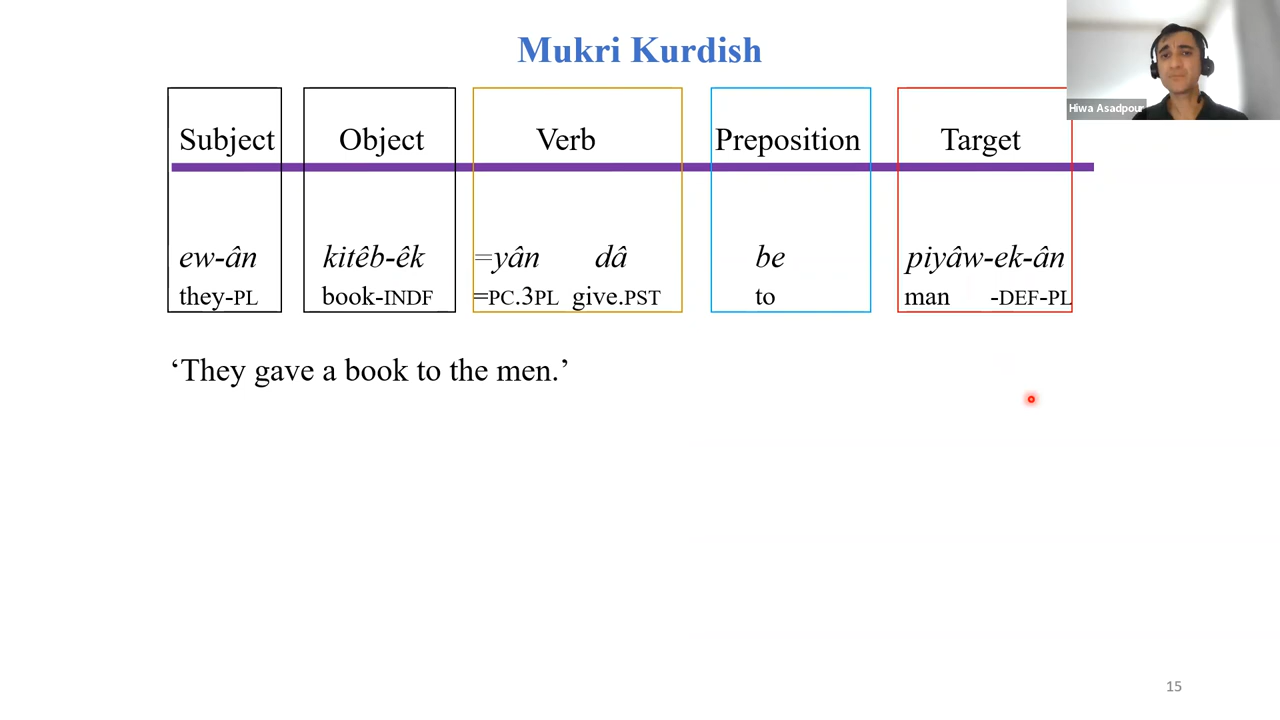 Mukri Kurdish
Hiwa Asadpour
Subject Object Verb Preposition Target
ew-ân kitêb-êk =yân dâ be piyâw-ek-ân
they-PL book-INDF =PC.3PL give.PST to man -DEF-PL
‘They gave a book to the men.’
15